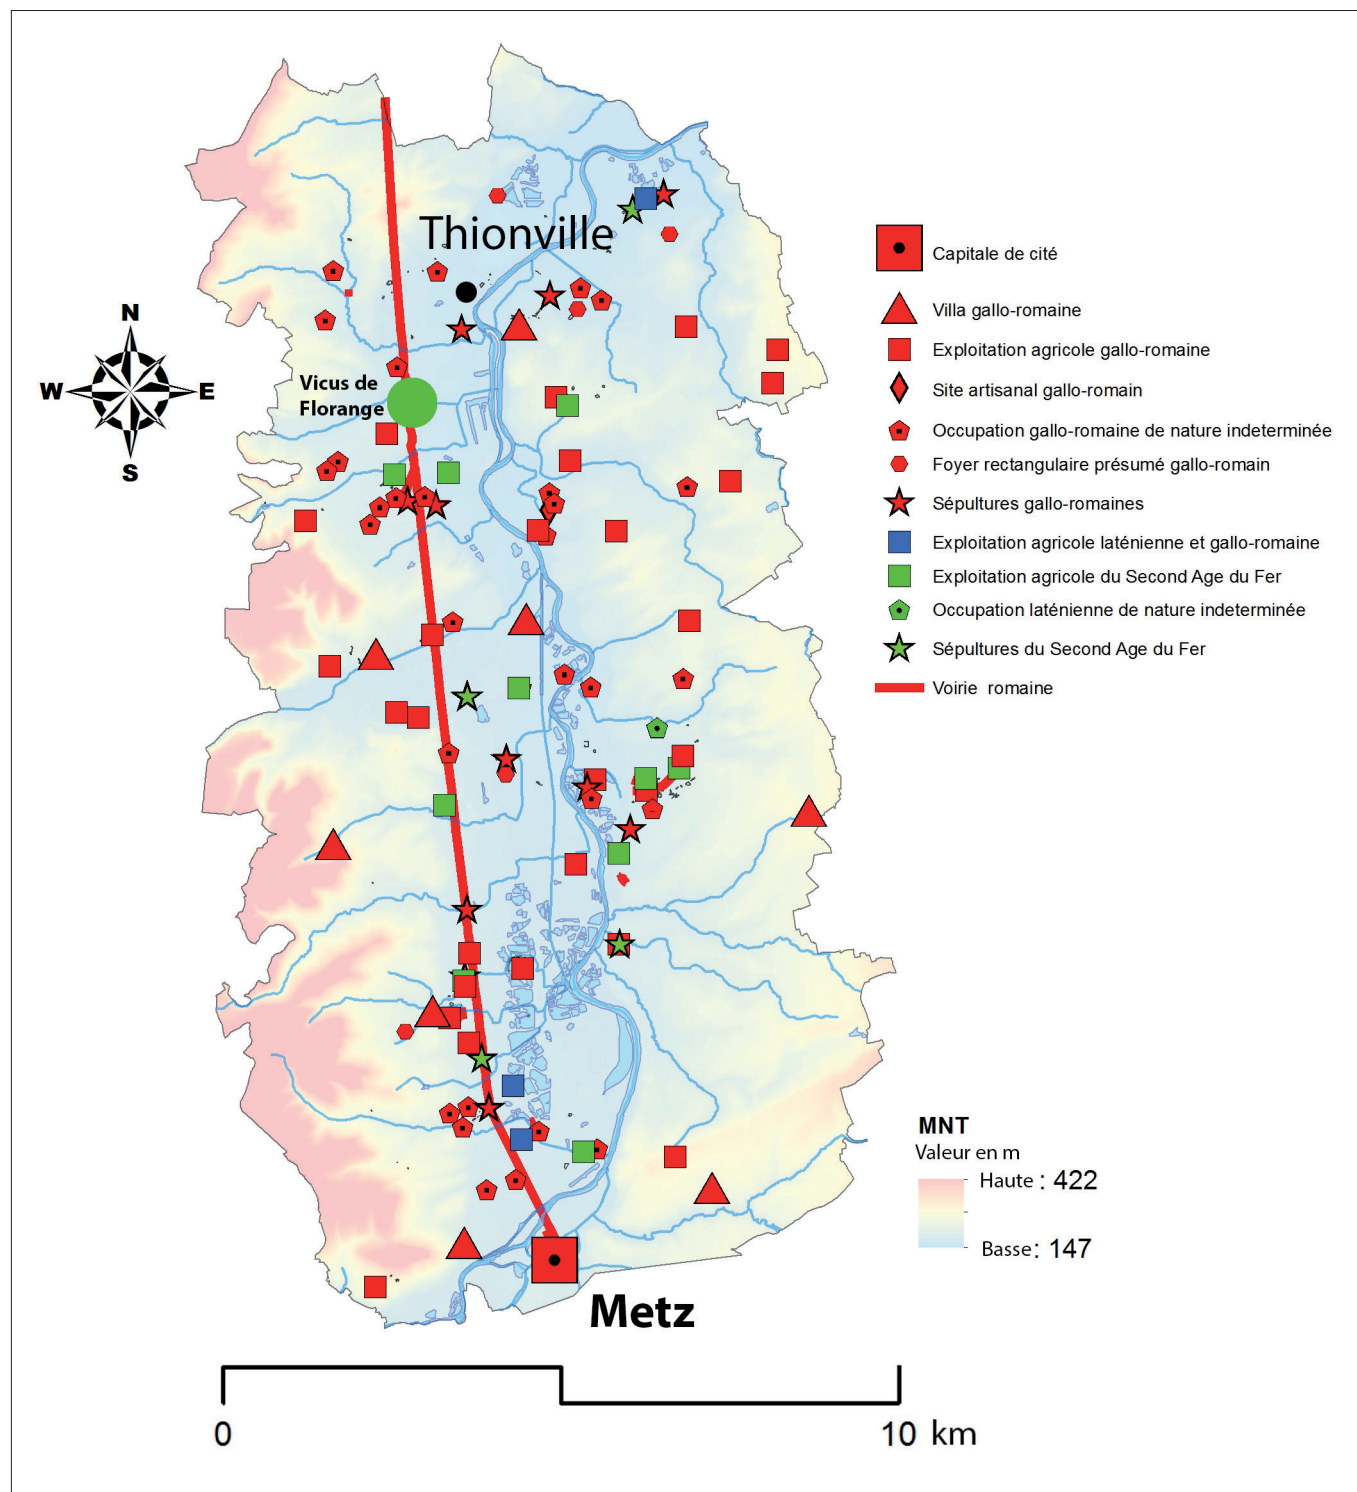 Thionville
Vicus de
Florange
N
W
E
S
Capitale de cité
Villa gallo-romaine
Exploitation agricole gallo-romaine
Site artisanal gallo-romain
Occupation gallo-romaine de nature indeterminée
Foyer rectangulaire présumé gallo-romain
Sépultures gallo-romaines
Exploitation agricole laténienne et gallo-romaine
Exploitation agricole du Second Age du Fer
Occupation laténienne de nature indeterminée
Sépultures du Second Age du Fer
Voirie romaine
MNT
Valeur en m
Haute : 422
Basse : 147
Metz
0
10 km